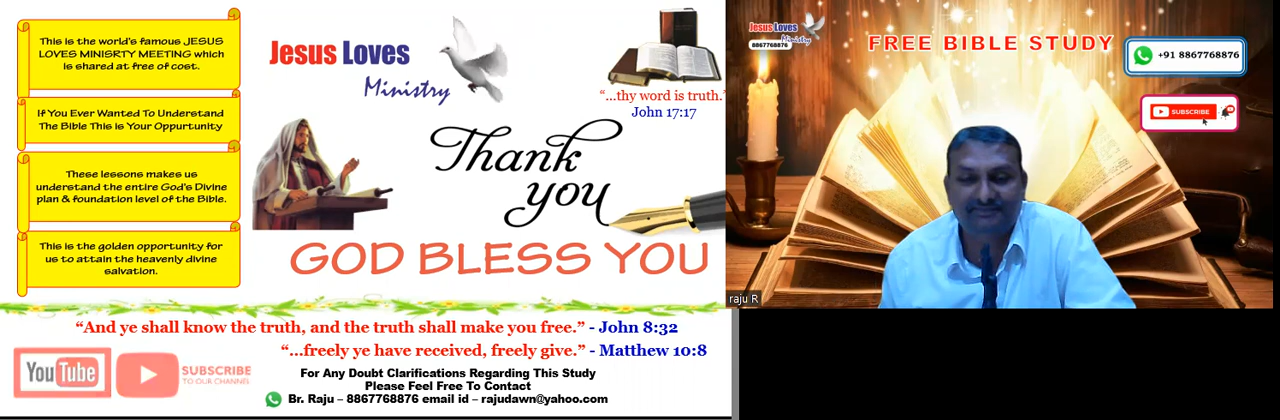 This is the world's famous JESUS
LOVES MINISRTY MEETING which
is shared at free of cost.
If You Ever Wanted To Understand
The Bible This is Your Oppurtunity
These lessons makes us
understand the entire God's Divine
plan & foundation level of the Bible.
This is the golden opportunity for
us to attain the heavenly divine
salvation.
Jesus Loves
Ministry
"...thy word is truth."
John 17:17
Thank
you
GOD BLESS YOU
"And ye shall know the truth, and the truth shall make you free." - John 8:32
"...freely ye have received, freely give." - Matthew 10:8
YouTube
SUBSCRIBE
TO OUR CHANNEL
For Any Doubt Clarifications Regarding This Study
Please Feel Free To Contact
Br. Raju – 8867768876 email id – rajudawn@yahoo.com
Jesus Loves
Ministry
8867768876
FREE BIBLE STUDY
+91 8867768876
SUBSCRIBE
raju R